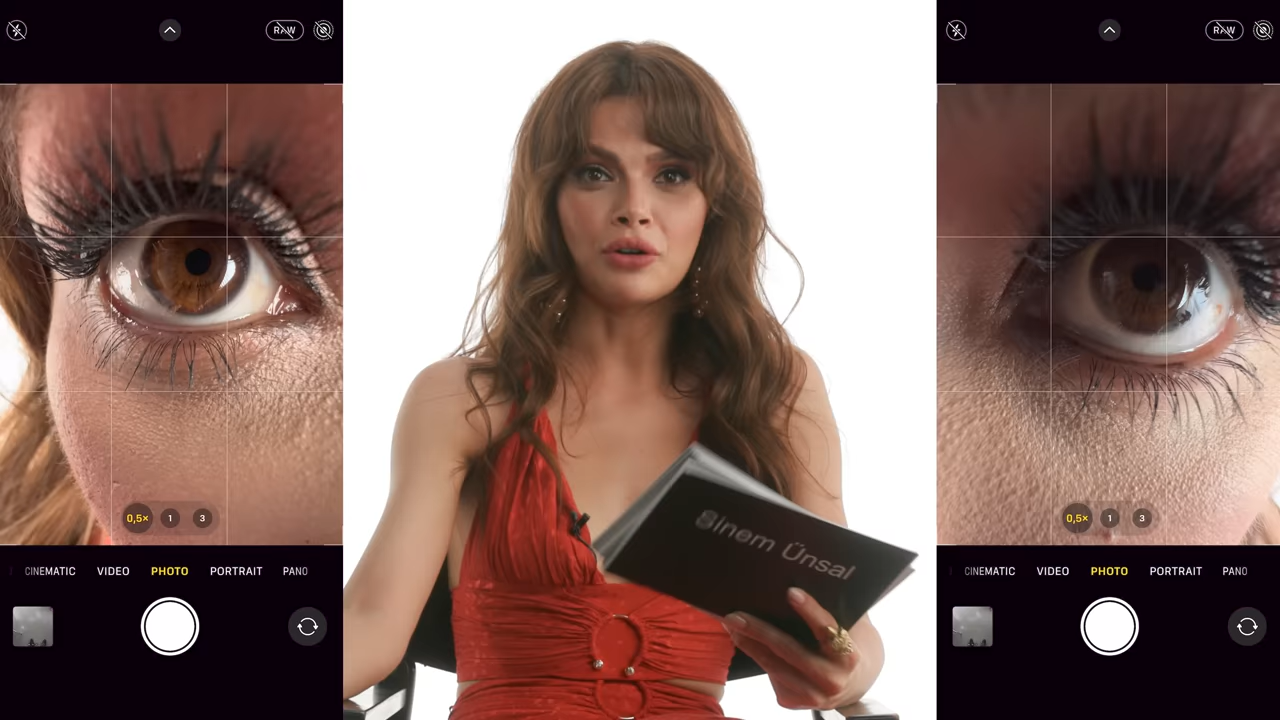 RAW
0,5×
1
3
CINEMATIC
VIDEO
PHOTO
PORTRAIT
PANO
Sinem Ünsal
RAW
0,5×
1
3
CINEMATIC
VIDEO
PHOTO
PORTRAIT
PANO